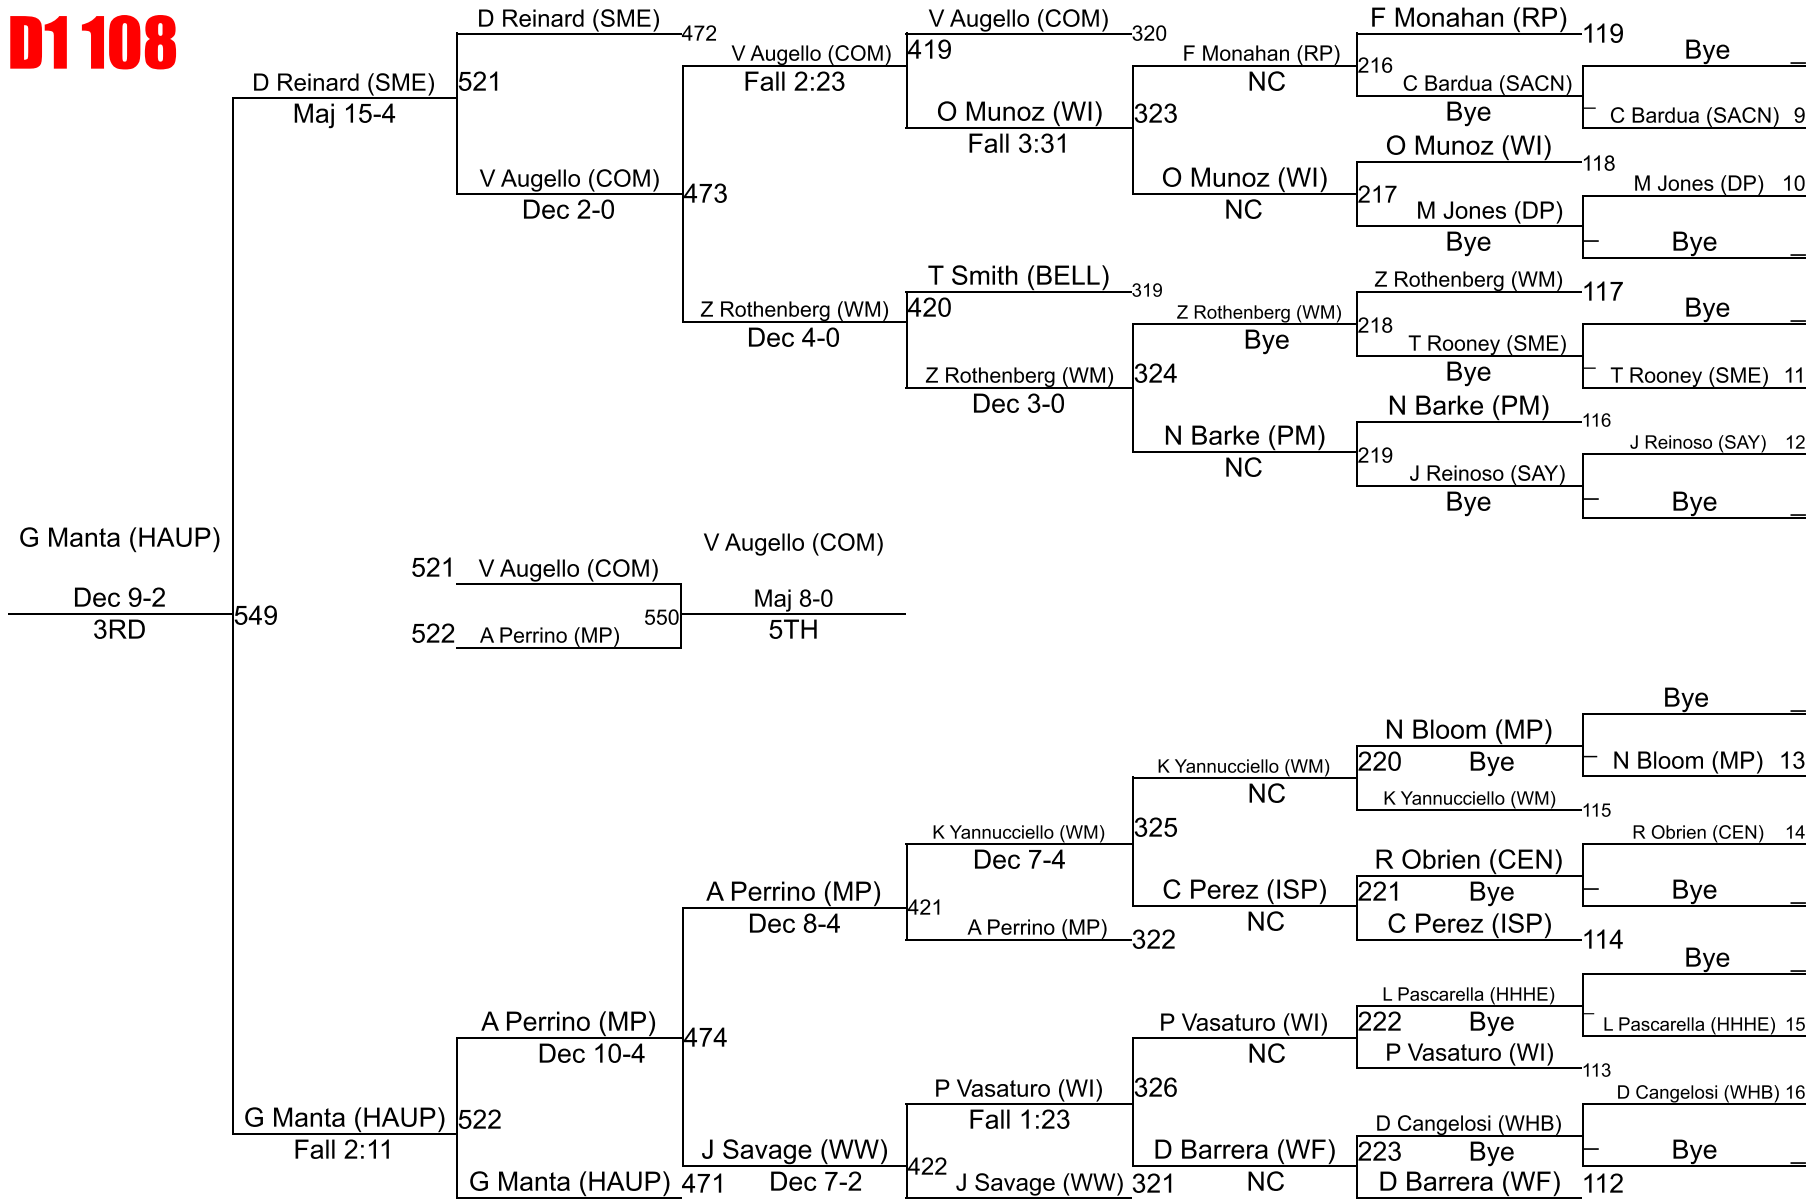 D1 108
D Reinard (SME)
472
V Augello (COM)
320
F Monahan (RP)
119
Bye
_
D Reinard (SME)
521
Maj 15-4
V Augello (COM)
419
Fall 2:23
F Monahan (RP)
216
NC
C Bardua (SACN)
Bye
_
C Bardua (SACN) 9
O Munoz (WI)
323
Fall 3:31
O Munoz (WI)
118
V Augello (COM)
473
Dec 2-0
O Munoz (WI)
217
NC
M Jones (DP)
Bye
M Jones (DP) 10
_
Bye
_
T Smith (BELL)
319
Z Rothenberg (WM)
117
Bye
_
Z Rothenberg (WM)
420
Dec 4-0
Z Rothenberg (WM)
218
Bye
T Rooney (SME)
Bye
_
T Rooney (SME) 11
Z Rothenberg (WM)
324
Dec 3-0
N Barke (PM)
116
N Barke (PM)
219
NC
J Reinoso (SAY)
Bye
J Reinoso (SAY) 12
_
Bye
_
G Manta (HAUP)
Dec 9-2
549
3RD
521
V Augello (COM)
V Augello (COM)
550
Maj 8-0
5TH
522
A Perrino (MP)
Bye
_
N Bloom (MP)
_
N Bloom (MP) 13
K Yannucciello (WM)
220
Bye
NC
K Yannucciello (WM)
115
K Yannucciello (WM)
325
Dec 7-4
R Obrien (CEN)
R Obrien (CEN) 14
_
Bye
_
C Perez (ISP)
221
Bye
NC
C Perez (ISP)
114
A Perrino (MP)
421
Dec 8-4
A Perrino (MP)
322
Bye
_
L Pascarella (HHHE)
_
L Pascarella (HHHE) 15
P Vasaturo (WI)
222
Bye
NC
P Vasaturo (WI)
113
A Perrino (MP)
474
Dec 10-4
P Vasaturo (WI)
326
Fall 1:23
D Cangelosi (WHB)
D Cangelosi (WHB) 16
_
Bye
_
G Manta (HAUP)
522
Fall 2:11
J Savage (WW)
422
Dec 7-2
D Barrera (WF)
223
Bye
NC
G Manta (HAUP)
471
J Savage (WW)
321
D Barrera (WF)
112